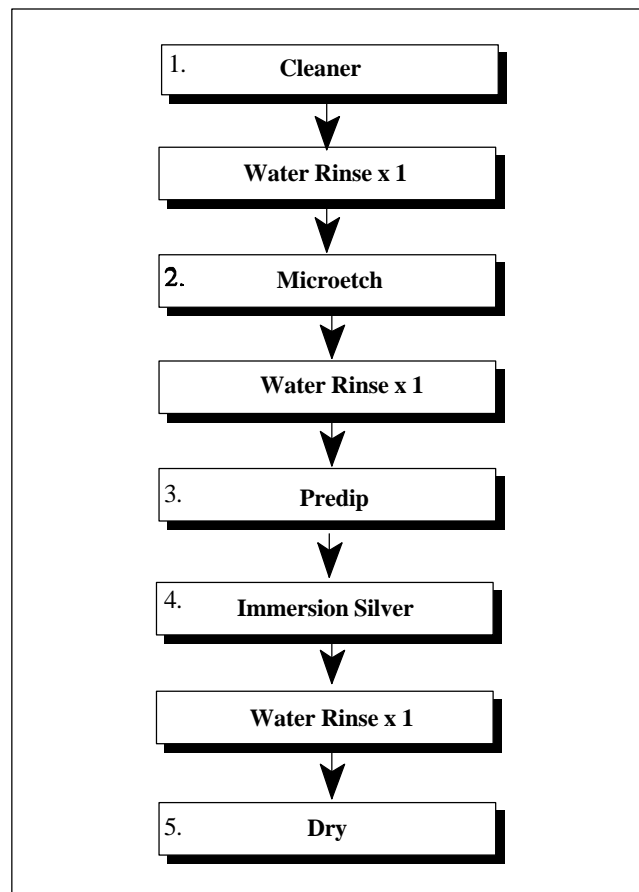 1. Cleaner
Water Rinse x 1
2. Microetch
Water Rinse x 1
3. Predip
4. Immersion Silver
Water Rinse x 1
5. Dry